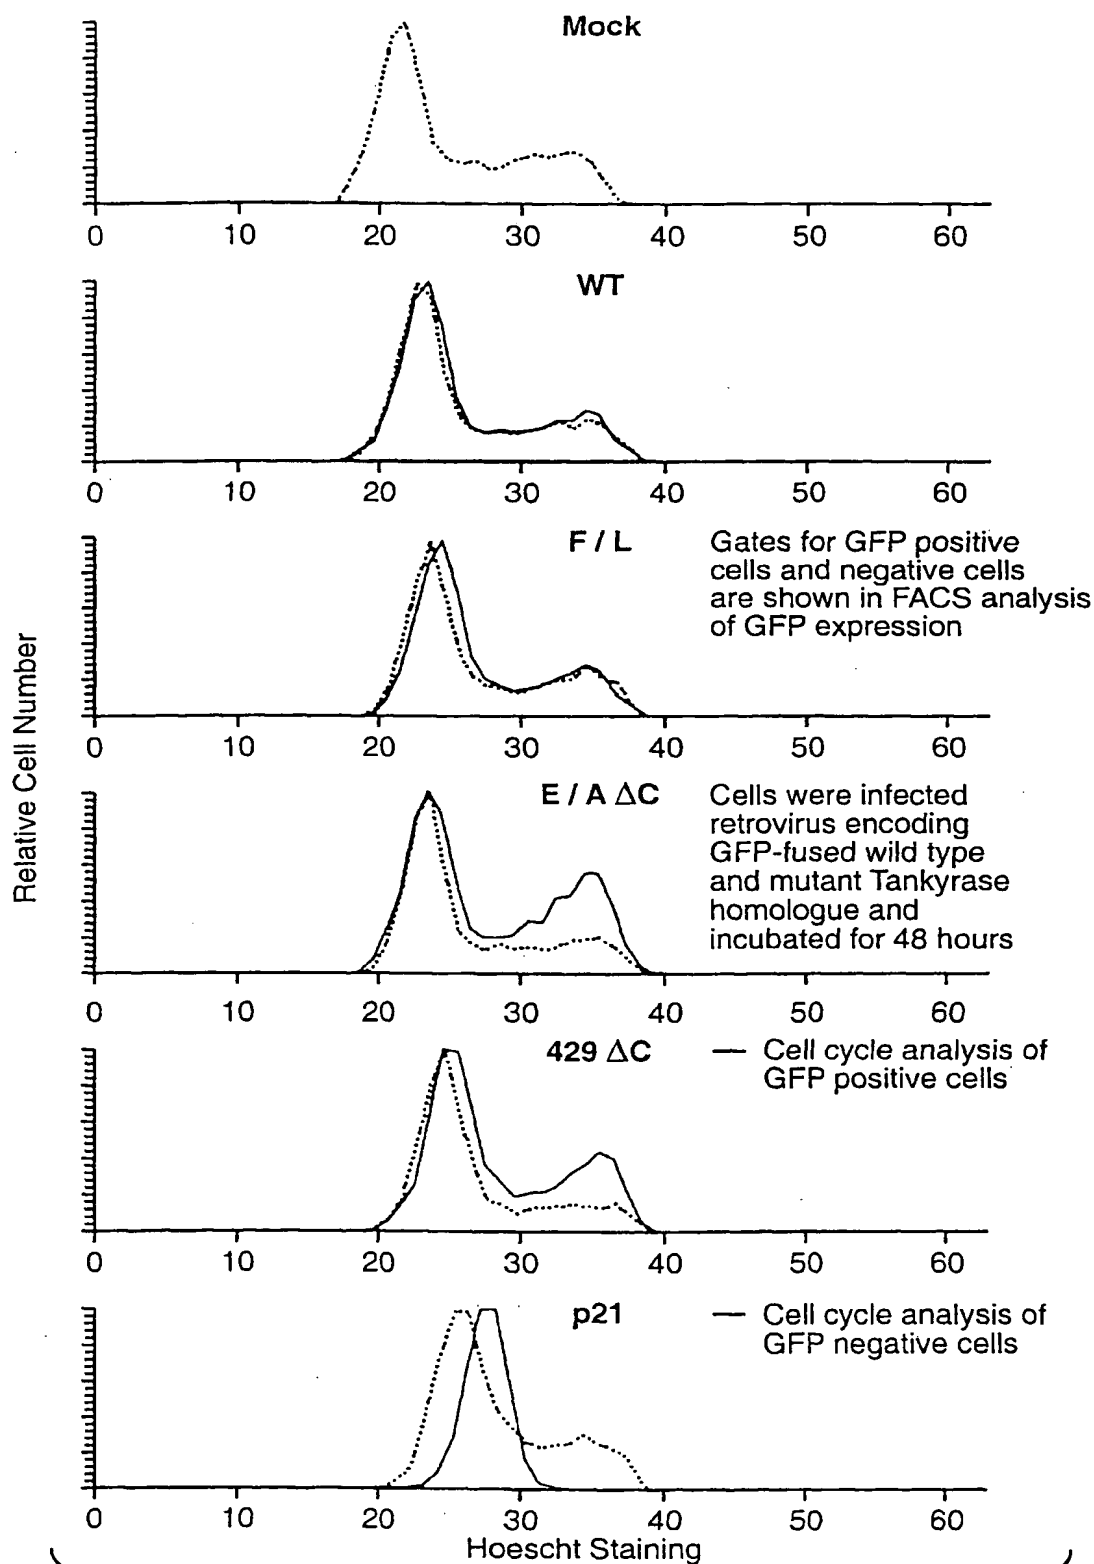 Mock
0 10 20 30 40 50 60
WT
0 10 20 30 40 50 60
F / L
Gates for GFP positive
cells and negative cells
are shown in FACS analysis
of GFP expression
0 10 20 30 40 50 60
Relative Cell Number
E / A ΔC
Cells were infected
retrovirus encoding
GFP-fused wild type
and mutant Tankyrase
homologue and
incubated for 48 hours
0 10 20 30 40 50 60
429 ΔC
— Cell cycle analysis of
GFP positive cells
0 10 20 30 40 50 60
p21
— Cell cycle analysis of
GFP negative cells
0 10 20 30 40 50 60
Hoescht Staining